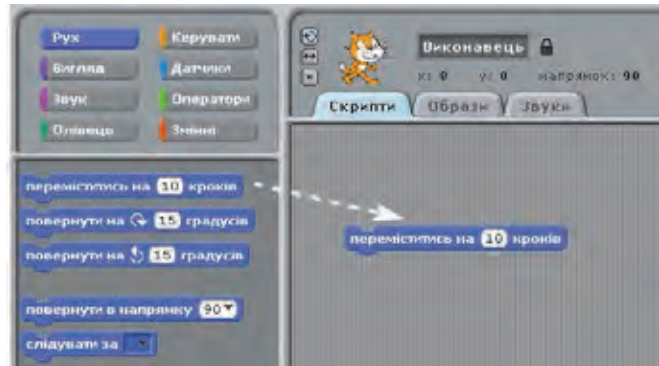 Рух Керувати
Вигляд Датчики
Звук Оператори
Олівець Змінні
Виконавець
x: 0 y: 0 напрямок: 90
Скрипти Образи Звуки
переміститись на 10 кроків
повернути на 15 градусів
повернути на 15 градусів
повернути в напрямку 90
слідувати за
переміститись на 10 кроків